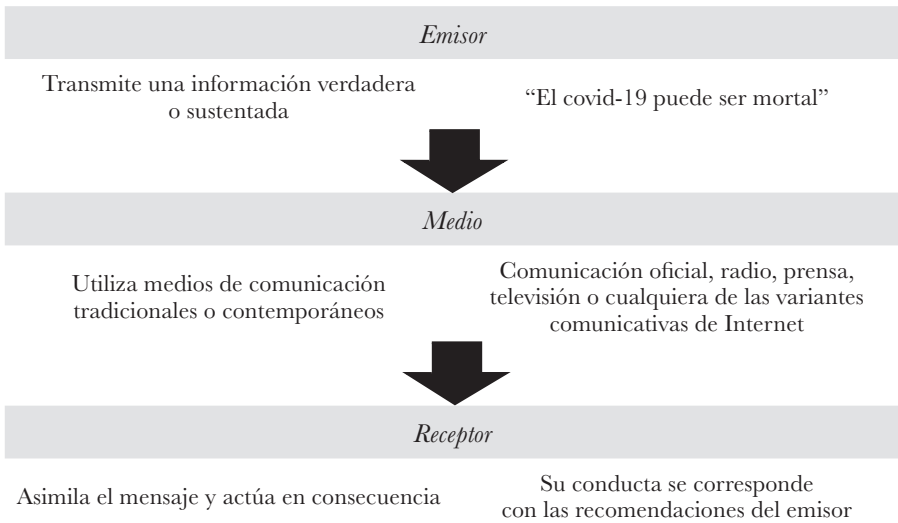 Emisor
Transmite una información verdadera
o sustentada
“El covid-19 puede ser mortal”
Medio
Utiliza medios de comunicación
tradicionales o contemporáneos
Comunicación oficial, radio, prensa,
televisión o cualquiera de las variantes
comunicativas de Internet
Receptor
Asimila el mensaje y actúa en consecuencia
Su conducta se corresponde
con las recomendaciones del emisor